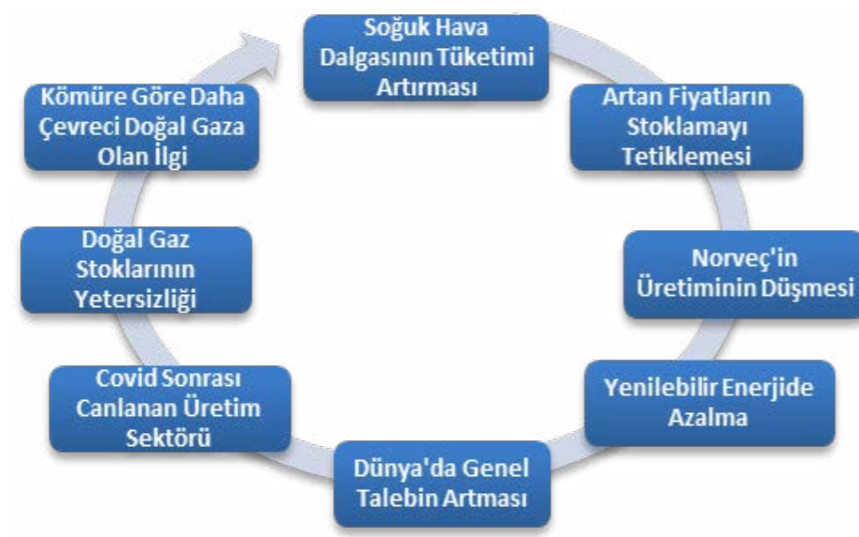 Soğuk Hava
Dalgasının Tüketimi
Artırması
Artan Fiyatların
Stoklamayı
Tetiklemesi
Norveç'in
Üretiminin Düşmesi
Yenilebilir Enerjide
Azalma
Dünya'da Genel
Talebin Artması
Covid Sonrası
Canlanan Üretim
Sektörü
Doğal Gaz
Stoklarının
Yetersizliği
Kömüre Göre Daha
Çevreci Doğal Gaza
Olan İlgi